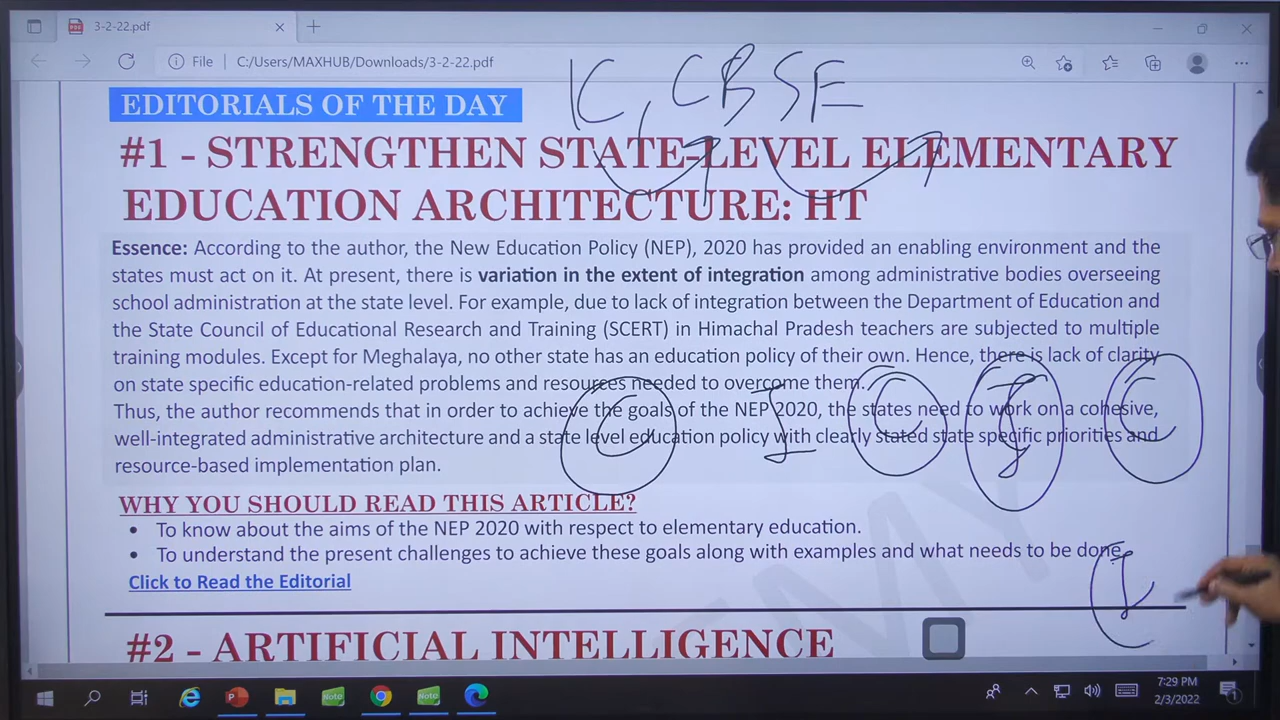 3-2-22.pdf
File C:/Users/MAXHUB/Downloads/3-2-22.pdf
K, CBSE
EDITORIALS OF THE DAY
#1 - STRENGTHEN STATE-LEVEL ELEMENTARY
EDUCATION ARCHITECTURE: HT
Essence: According to the author, the New Education Policy (NEP), 2020 has provided an enabling environment and the
states must act on it. At present, there is variation in the extent of integration among administrative bodies overseeing
school administration at the state level. For example, due to lack of integration between the Department of Education and
the State Council of Educational Research and Training (SCERT) in Himachal Pradesh teachers are subjected to multiple
training modules. Except for Meghalaya, no other state has an education policy of their own. Hence, there is lack of clarity
on state specific education-related problems and resources needed to overcome them.
Thus, the author recommends that in order to achieve the goals of the NEP 2020, the states need to work on a cohesive,
well-integrated administrative architecture and a state level education policy with clearly stated state specific priorities and
resource-based implementation plan.
C I C I C
WHY YOU SHOULD READ THIS ARTICLE?
• To know about the aims of the NEP 2020 with respect to elementary education.
• To understand the present challenges to achieve these goals along with examples and what needs to be done.
I
Click to Read the Editorial
#2 - ARTIFICIAL INTELLIGENCE
7:29 PM
2/3/2022